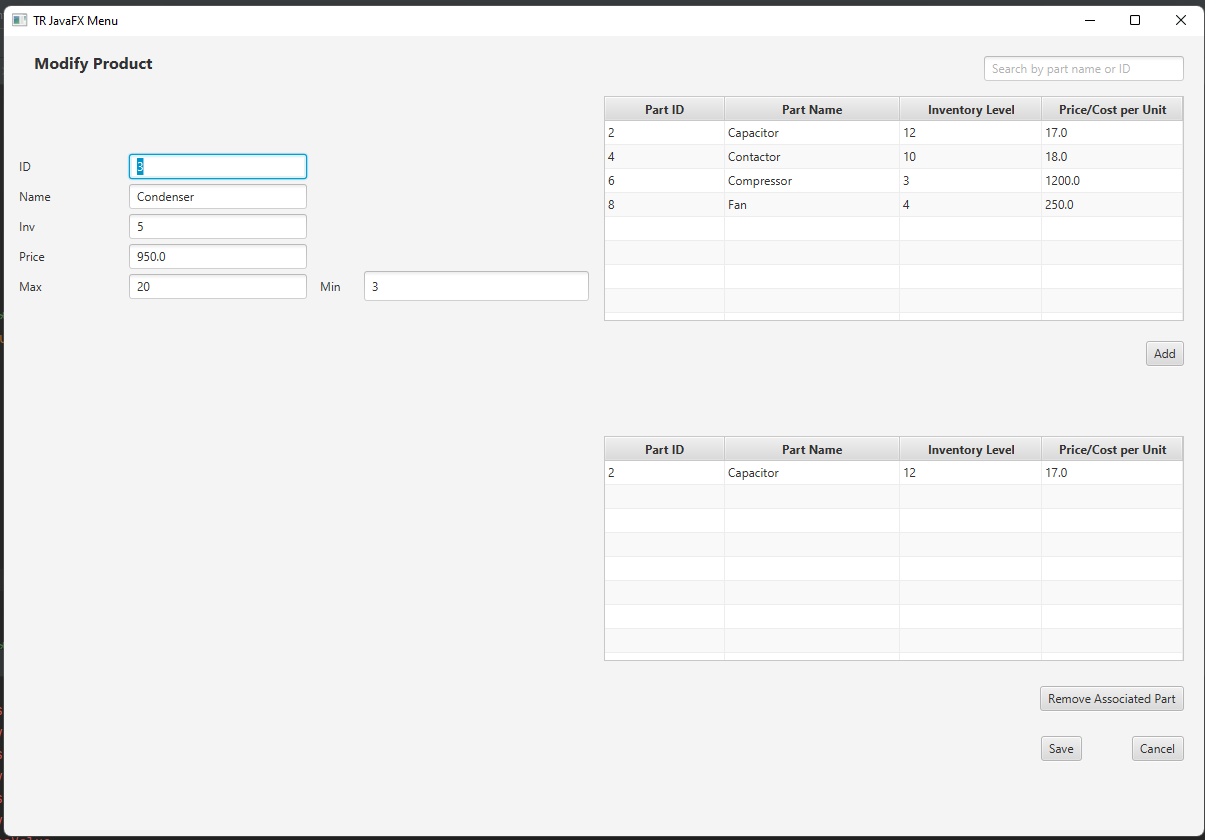 TR JavaFX Menu
Modify Product
Search by part name or ID
ID 3
Name Condenser
Inv 5
Price 950.0
Max 20 Min 3
Part ID Part Name Inventory Level Price/Cost per Unit
2 Capacitor 12 17.0
4 Contactor 10 18.0
6 Compressor 3 1200.0
8 Fan 4 250.0
Add
Part ID Part Name Inventory Level Price/Cost per Unit
2 Capacitor 12 17.0
Remove Associated Part
Save Cancel